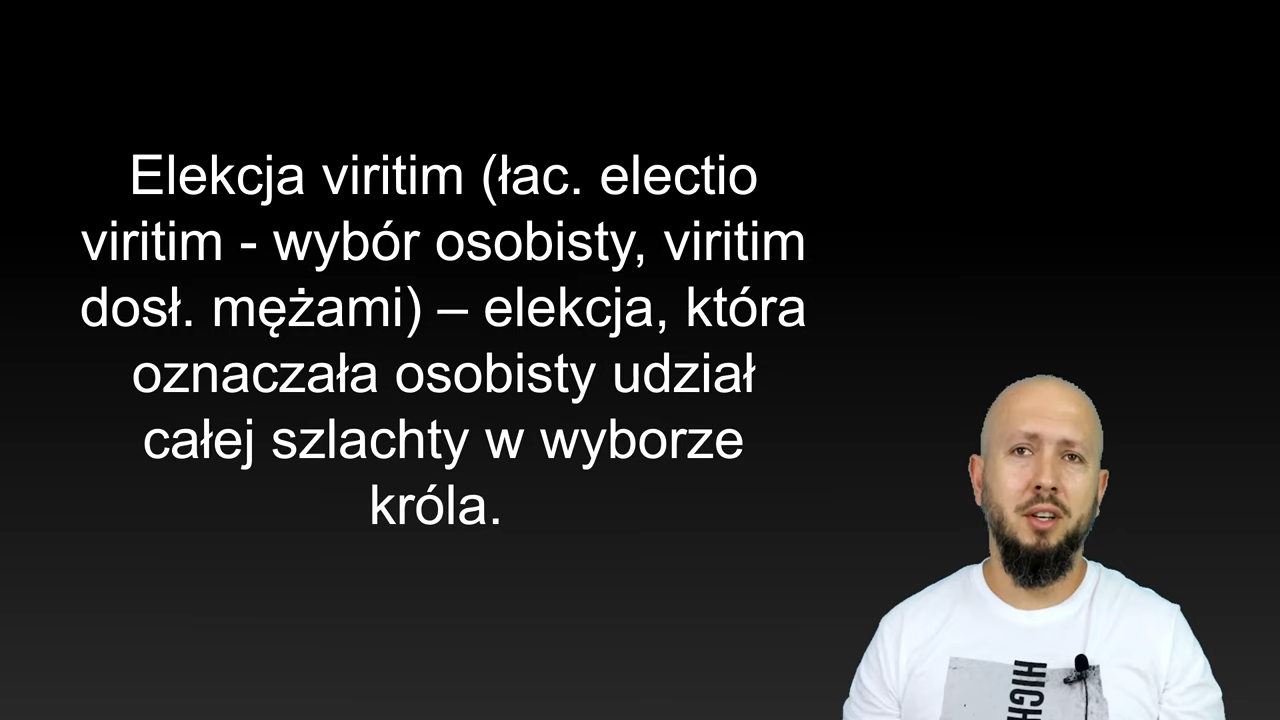 Elekcja viritim (łac. electio
viritim - wybór osobisty, viritim
dosł. mężami) – elekcja, która
oznaczała osobisty udział
całej szlachty w wyborze
króla.
HIGH